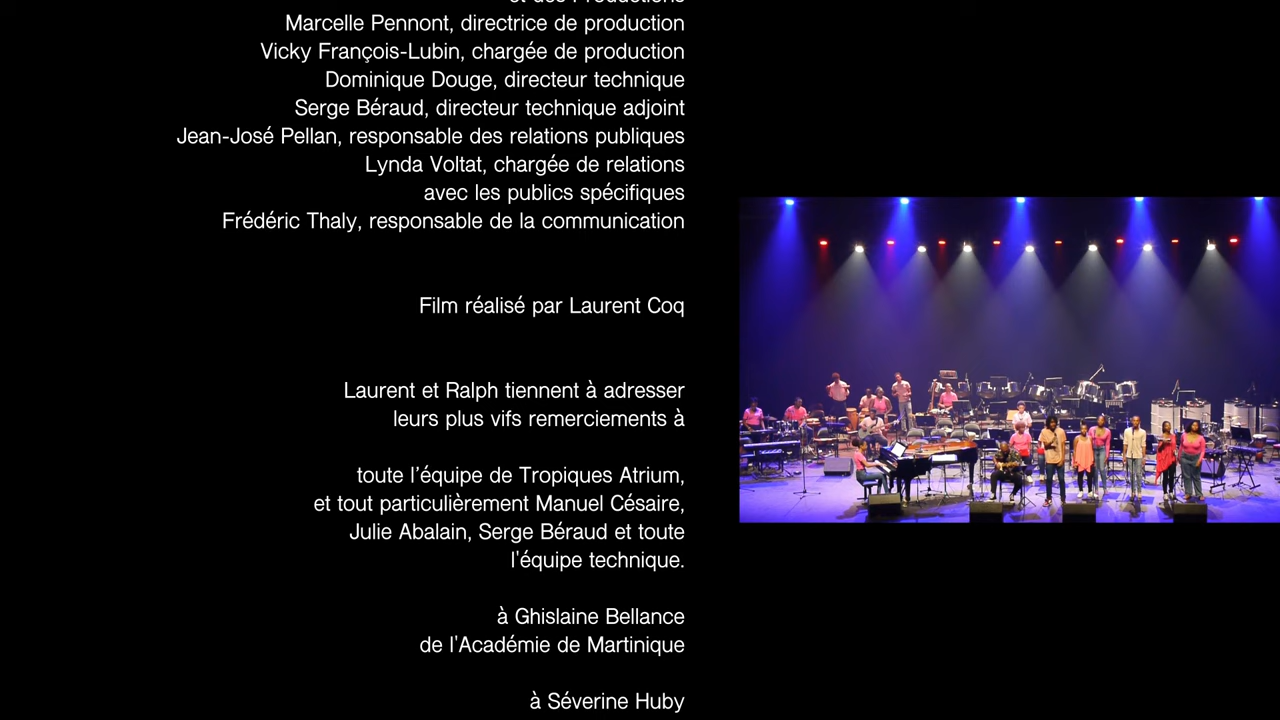 et des Productions
Marcelle Pennont, directrice de production
Vicky François-Lubin, chargée de production
Dominique Douge, directeur technique
Serge Béraud, directeur technique adjoint
Jean-José Pellan, responsable des relations publiques
Lynda Voltat, chargée de relations
avec les publics spécifiques
Frédéric Thaly, responsable de la communication
Film réalisé par Laurent Coq
Laurent et Ralph tiennent à adresser
leurs plus vifs remerciements à
toute l’équipe de Tropiques Atrium,
et tout particulièrement Manuel Césaire,
Julie Abalain, Serge Béraud et toute
l'équipe technique.
à Ghislaine Bellance
de l'Académie de Martinique
à Séverine Huby